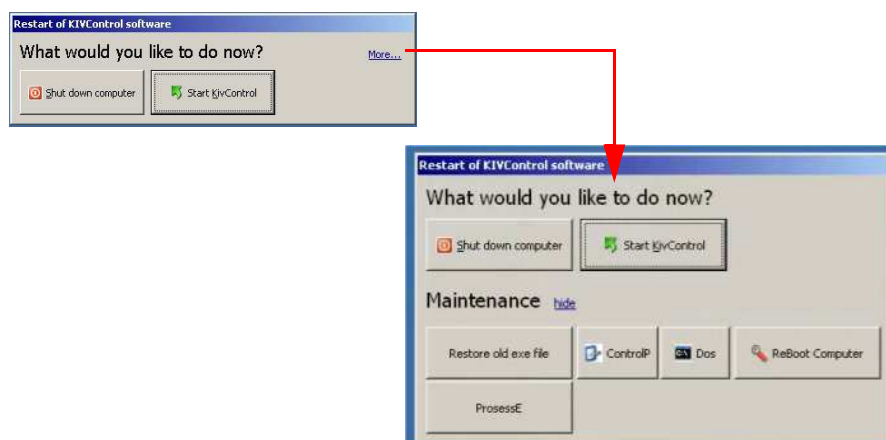 Restart of KIVControl software
What would you like to do now?
More...
Shut down computer
Start KivControl
Restart of KIVControl software
What would you like to do now?
Shut down computer
Start KivControl
Maintenance hide
Restore old exe file
ControlP
Dos
ReBoot Computer
ProsessE